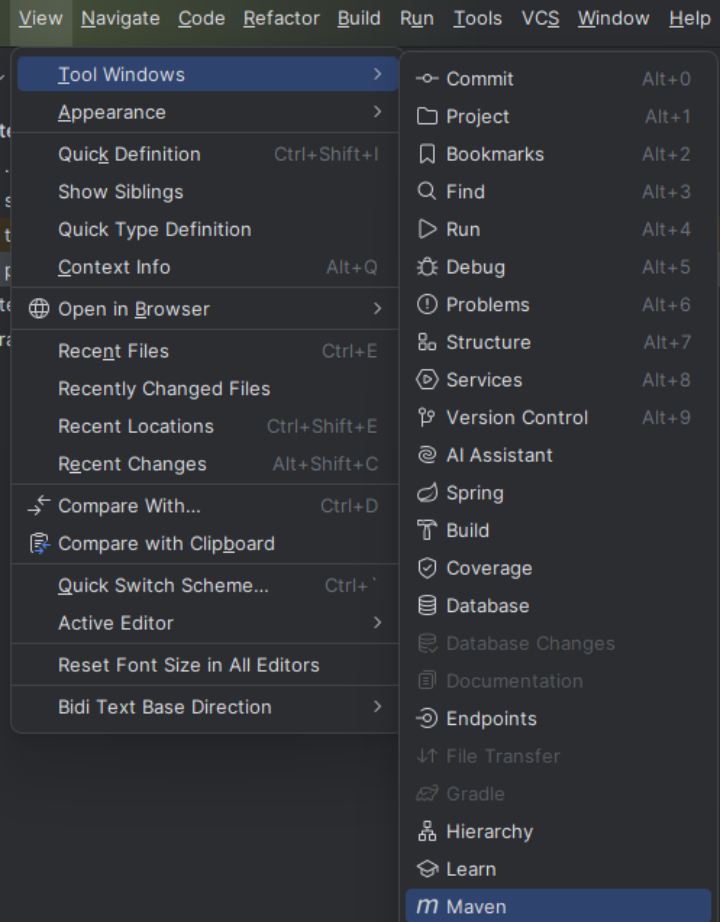 View Navigate Code Refactor Build Run Tools VCS Window Help
Tool Windows
Appearance
Quick Definition Ctrl+Shift+I
Show Siblings
Quick Type Definition
Context Info Alt+Q
Open in Browser
Recent Files Ctrl+E
Recently Changed Files
Recent Locations Ctrl+Shift+E
Recent Changes Alt+Shift+C
Compare With... Ctrl+D
Compare with Clipboard
Quick Switch Scheme... Ctrl+`
Active Editor
Reset Font Size in All Editors
Bidi Text Base Direction
Commit Alt+0
Project Alt+1
Bookmarks Alt+2
Find Alt+3
Run Alt+4
Debug Alt+5
Problems Alt+6
Structure Alt+7
Services Alt+8
Version Control Alt+9
AI Assistant
Spring
Build
Coverage
Database
Database Changes
Documentation
Endpoints
File Transfer
Gradle
Hierarchy
Learn
m Maven